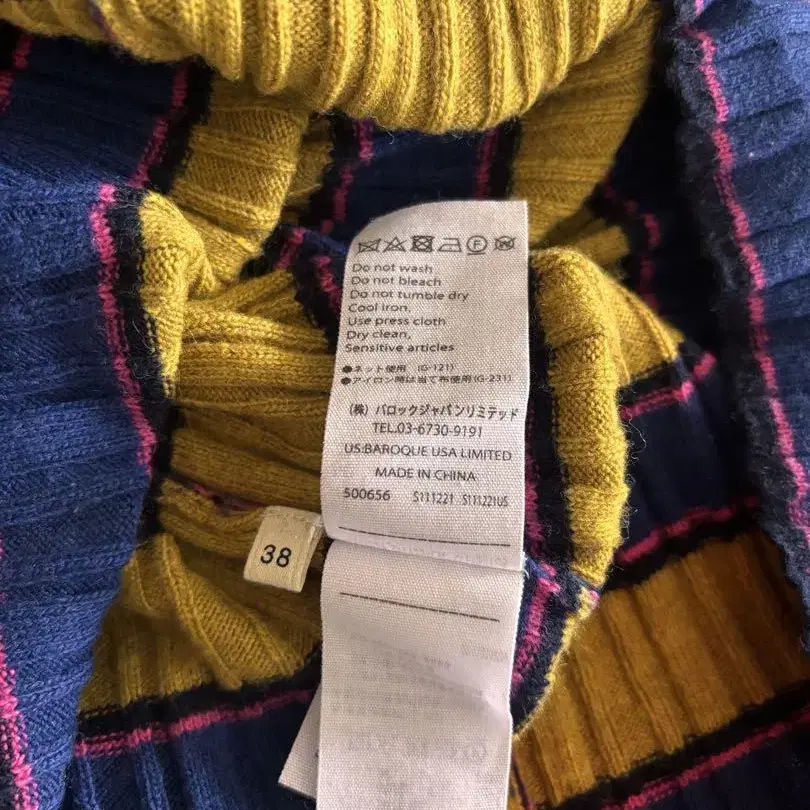 Do not wash
Do not bleach
Do not tumble dry
Cool iron,
Use press cloth
Dry clean,
Sensitive articles
●ネット使用 (G-121)
●アイロン時は当て布使用(G-231)
(株) バロックジャパンリミテッド
TEL.03-6730-9191
US:BAROQUE USA LIMITED
MADE IN CHINA
500656 S111221 S111221US
38